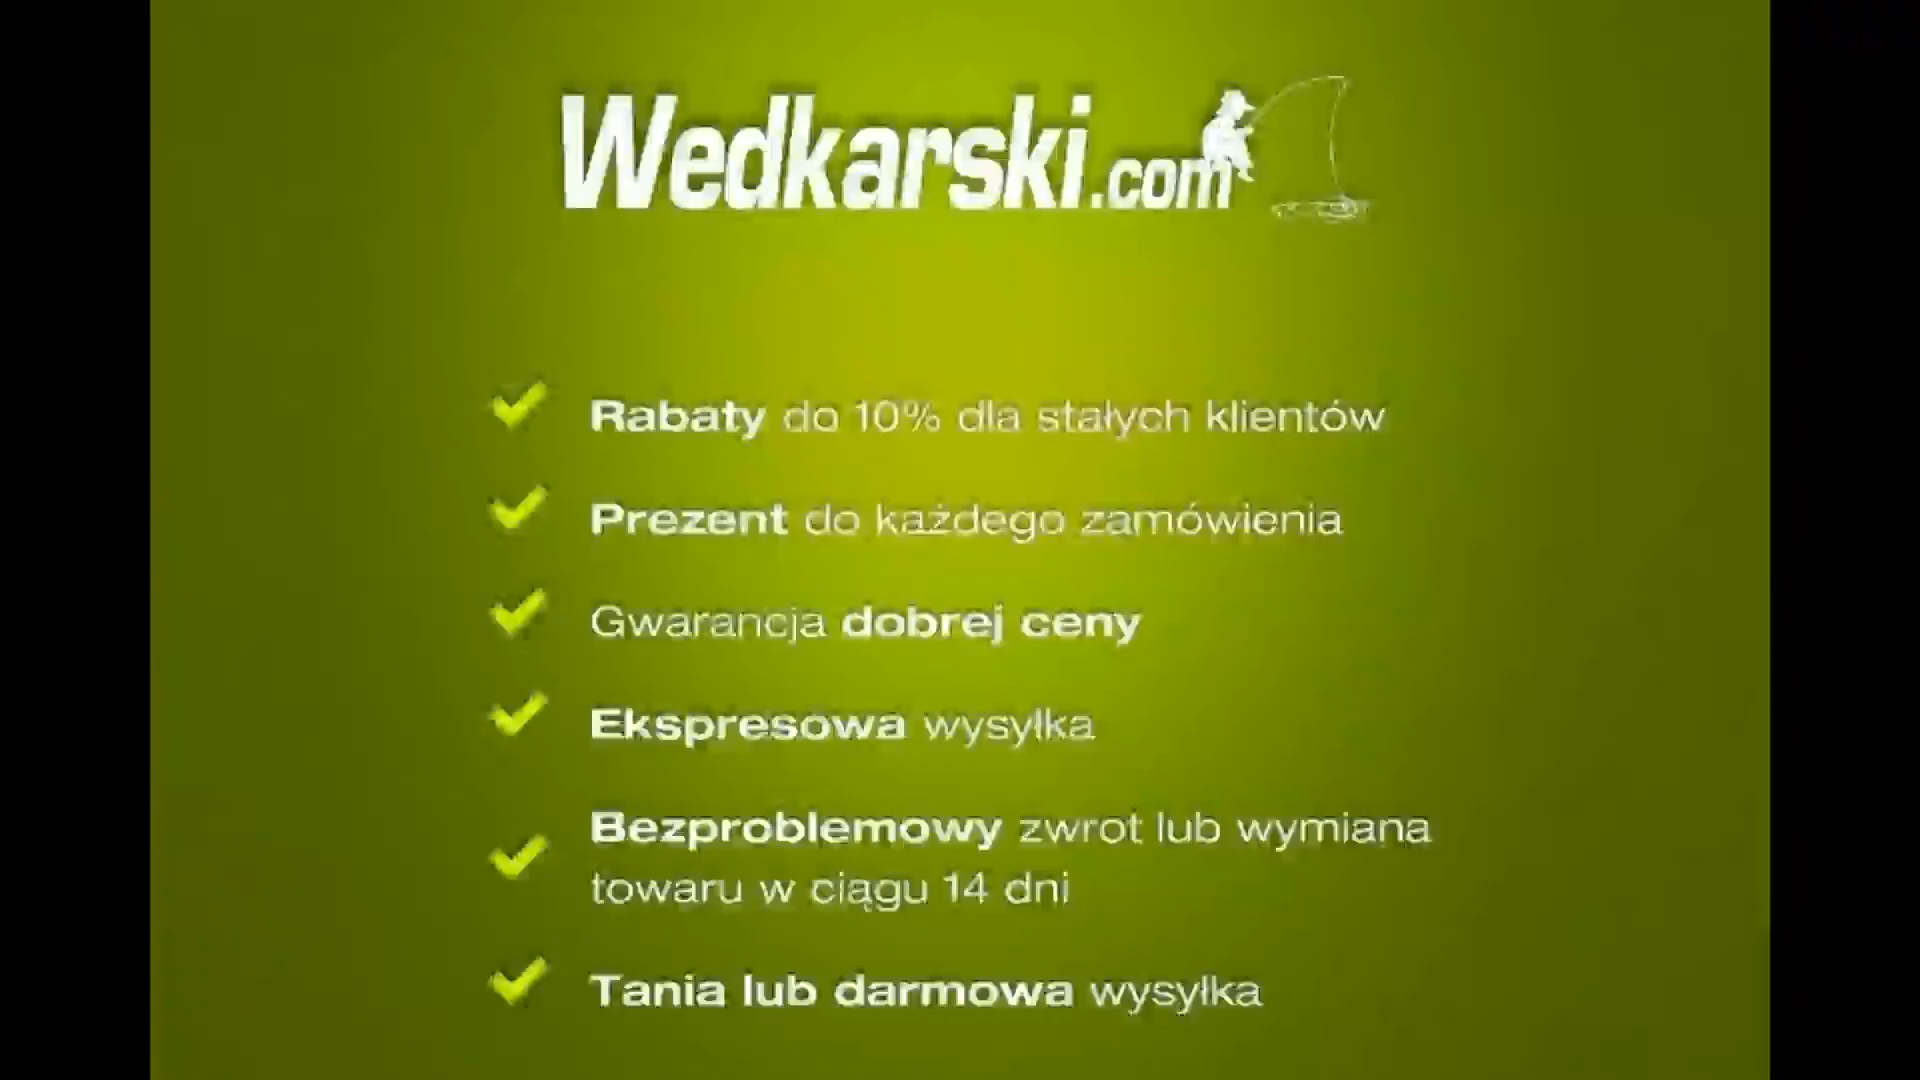 Wedkarski.com
Rabaty do 10% dla stałych klientów
Prezent do każdego zamówienia
Gwarancja dobrej ceny
Ekspresowa wysyłka
Bezproblemowy zwrot lub wymiana
towaru w ciągu 14 dni
Tania lub darmowa wysyłka